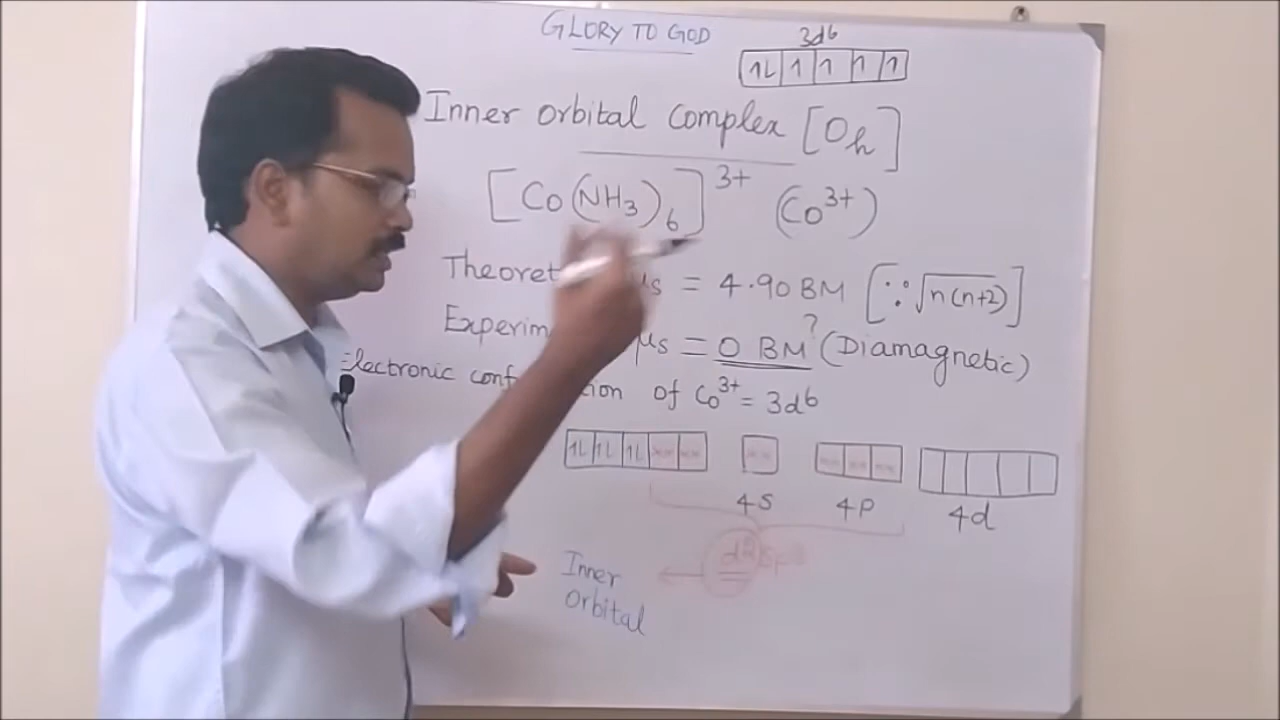 GLORY TO GOD
3d6
1L 1 1 1 1
Inner orbital complex [Oh]
[Co(NH3)6]3+ (Co3+)
Theoret μs = 4.90 BM [∵ √n(n+2)]
Experim μs = 0 BM? (Diamagnetic)
Electronic conf ion of Co3+ = 3d6
1L 1L 1L
4S 4P 4d
d2sp3
Inner
orbital